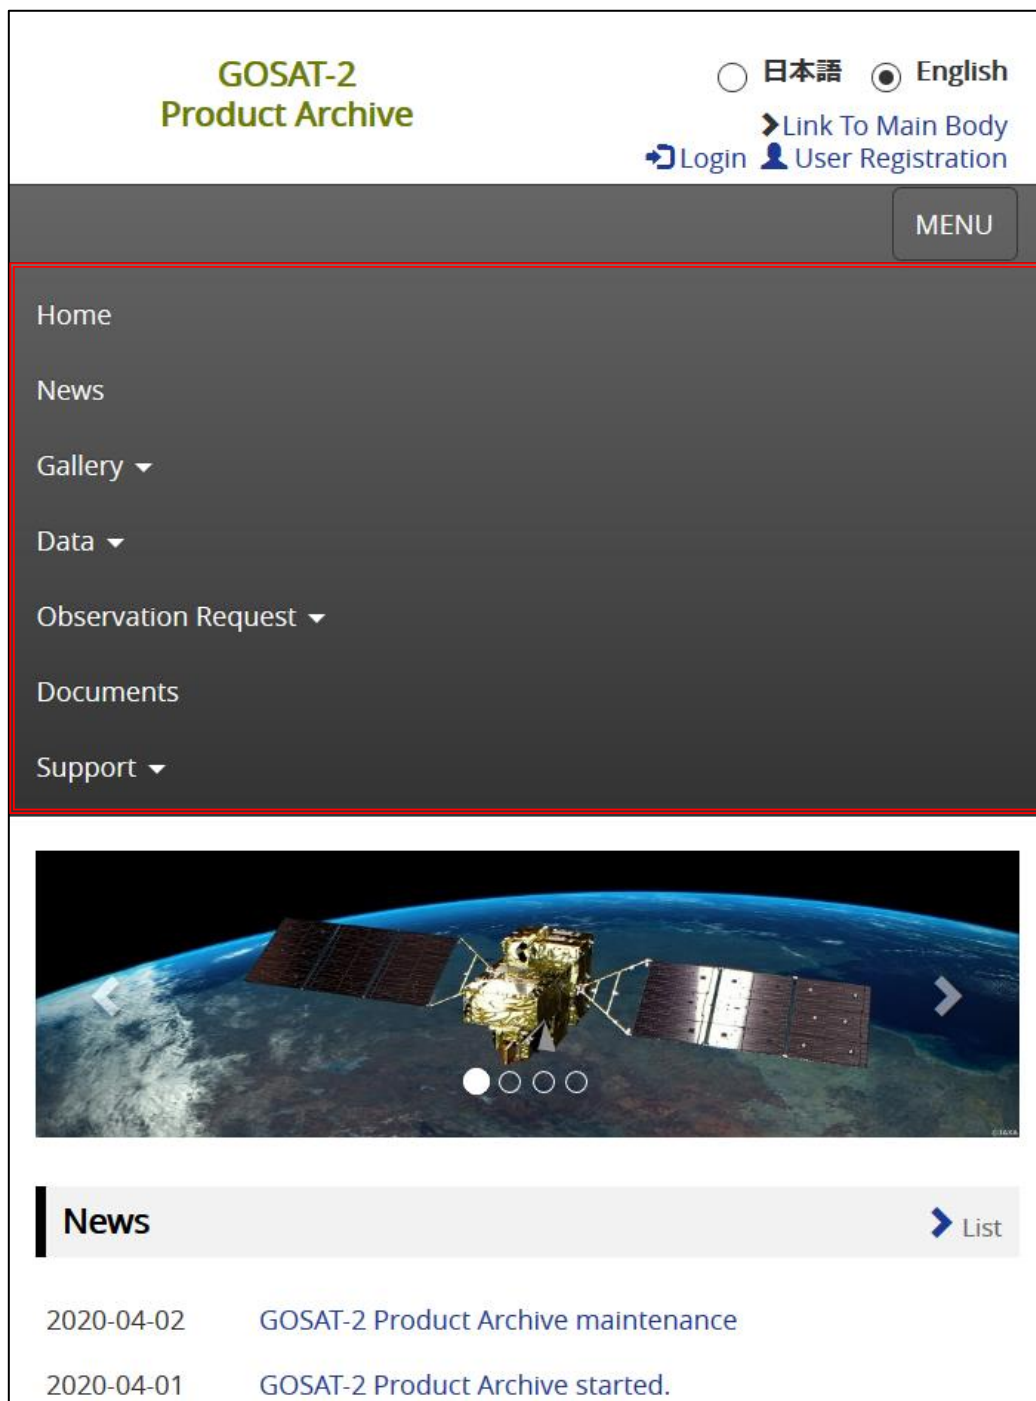 GOSAT-2
Product Archive
日本語 English
Link To Main Body
Login User Registration
MENU
Home
News
Gallery
Data
Observation Request
Documents
Support
©JAXA
News
List
2020-04-02 GOSAT-2 Product Archive maintenance
2020-04-01 GOSAT-2 Product Archive started.